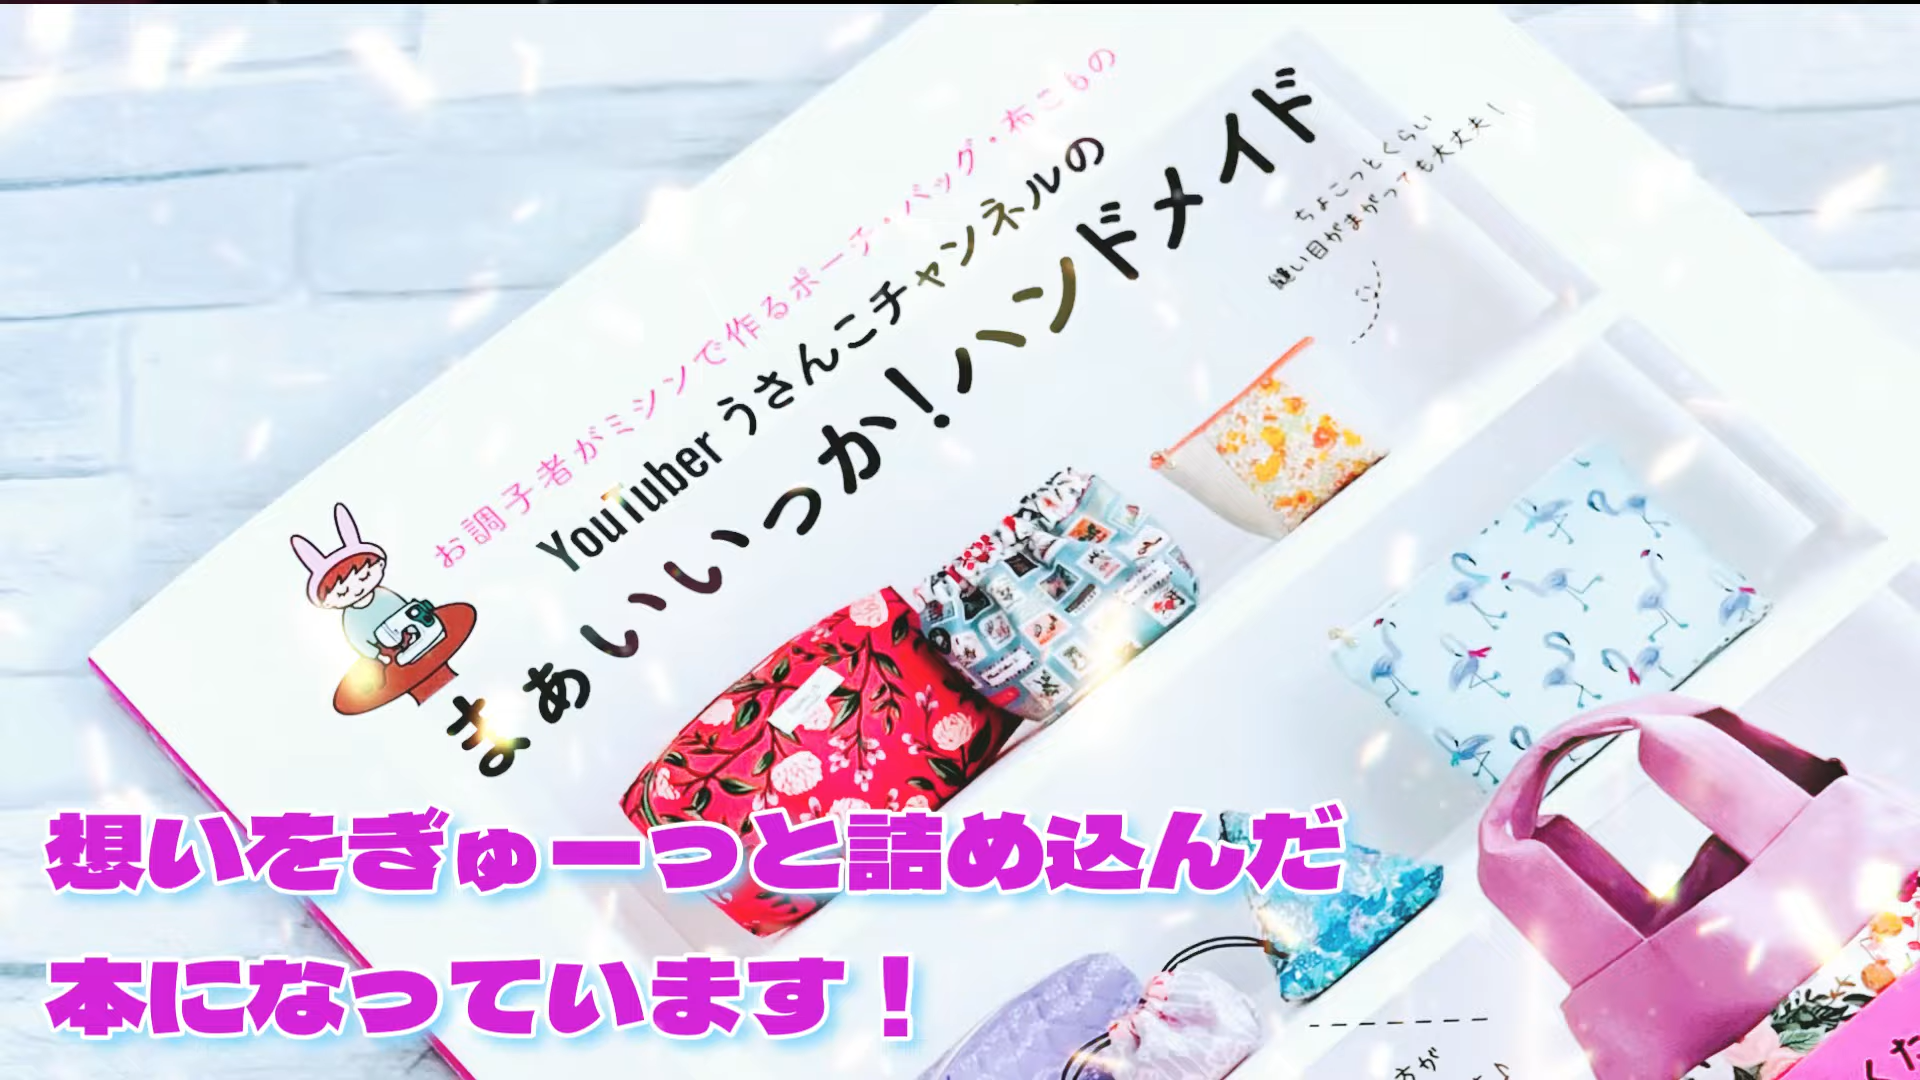 お調子者がミシンで作るポーチ・バッグ・布こもの
YouTuber うさんこチャンネルの
まぁいいっか！ハンドメイド
ちょこっとくらい
縫い目がまがっても大丈夫！
想いをぎゅーっと詰め込んだ
本になっています！